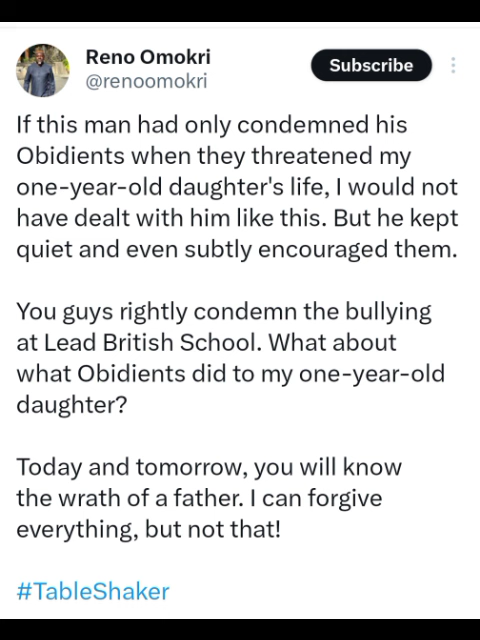 Reno Omokri
@renoomokri
Subscribe
If this man had only condemned his
Obidients when they threatened my
one-year-old daughter's life, I would not
have dealt with him like this. But he kept
quiet and even subtly encouraged them.
You guys rightly condemn the bullying
at Lead British School. What about
what Obidients did to my one-year-old
daughter?
Today and tomorrow, you will know
the wrath of a father. I can forgive
everything, but not that!
#TableShaker